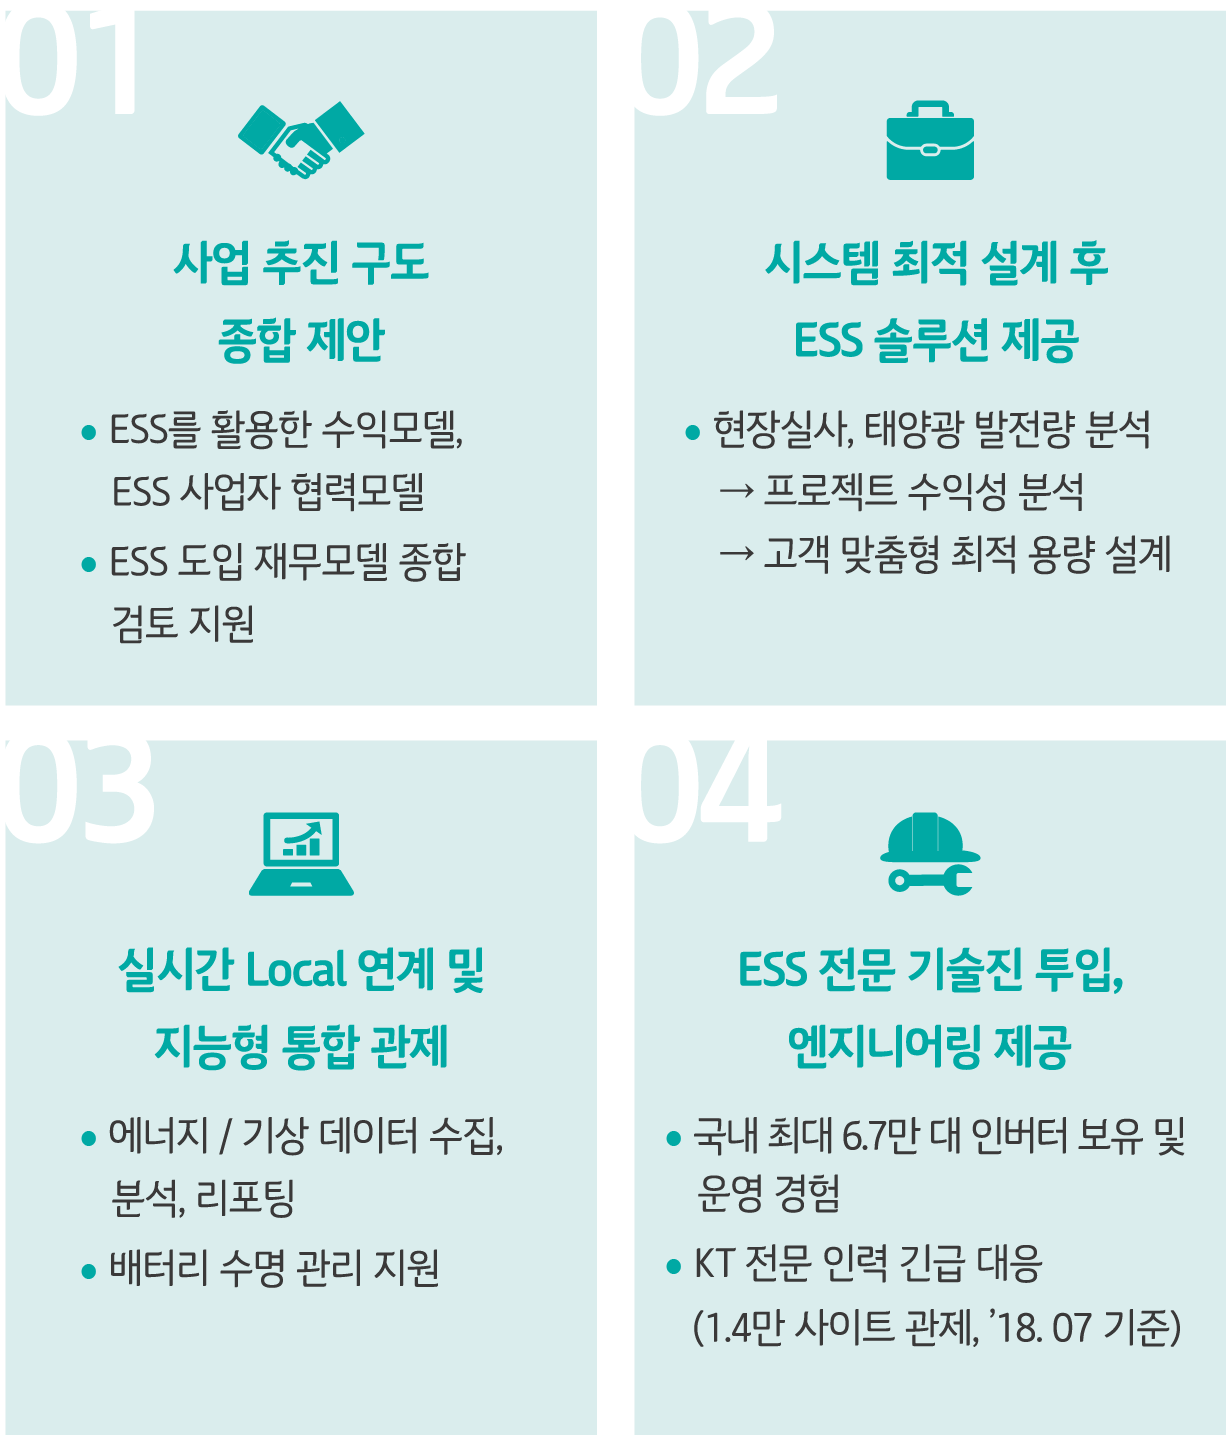 01
사업 추진 구도
종합 제안
● ESS를 활용한 수익모델,
ESS 사업자 협력모델
● ESS 도입 재무모델 종합
검토 지원
02
시스템 최적 설계 후
ESS 솔루션 제공
● 현장실사, 태양광 발전량 분석
→ 프로젝트 수익성 분석
→ 고객 맞춤형 최적 용량 설계
03
실시간 Local 연계 및
지능형 통합 관제
● 에너지 / 기상 데이터 수집,
분석, 리포팅
● 배터리 수명 관리 지원
04
ESS 전문 기술진 투입,
엔지니어링 제공
● 국내 최대 6.7만 대 인버터 보유 및
운영 경험
● KT 전문 인력 긴급 대응
(1.4만 사이트 관제, ’18. 07 기준)